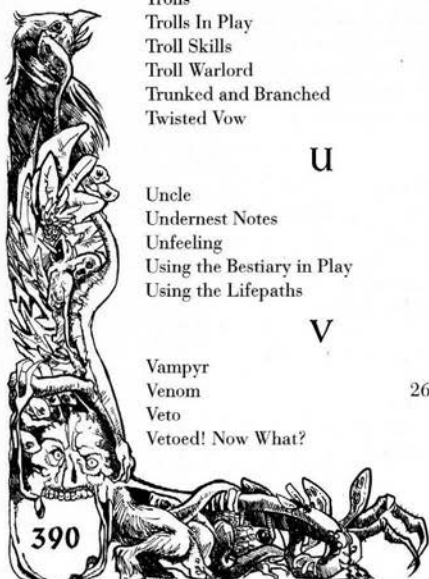 Trolls
Trolls In Play
Troll Skills
Troll Warlord
Trunked and Branched
Twisted Vow
U
Uncle
Undernest Notes
Unfeeling
Using the Bestiary in Play
Using the Lifepaths
V
Vampyr
Venom 26
Veto
Vetoed! Now What?
390